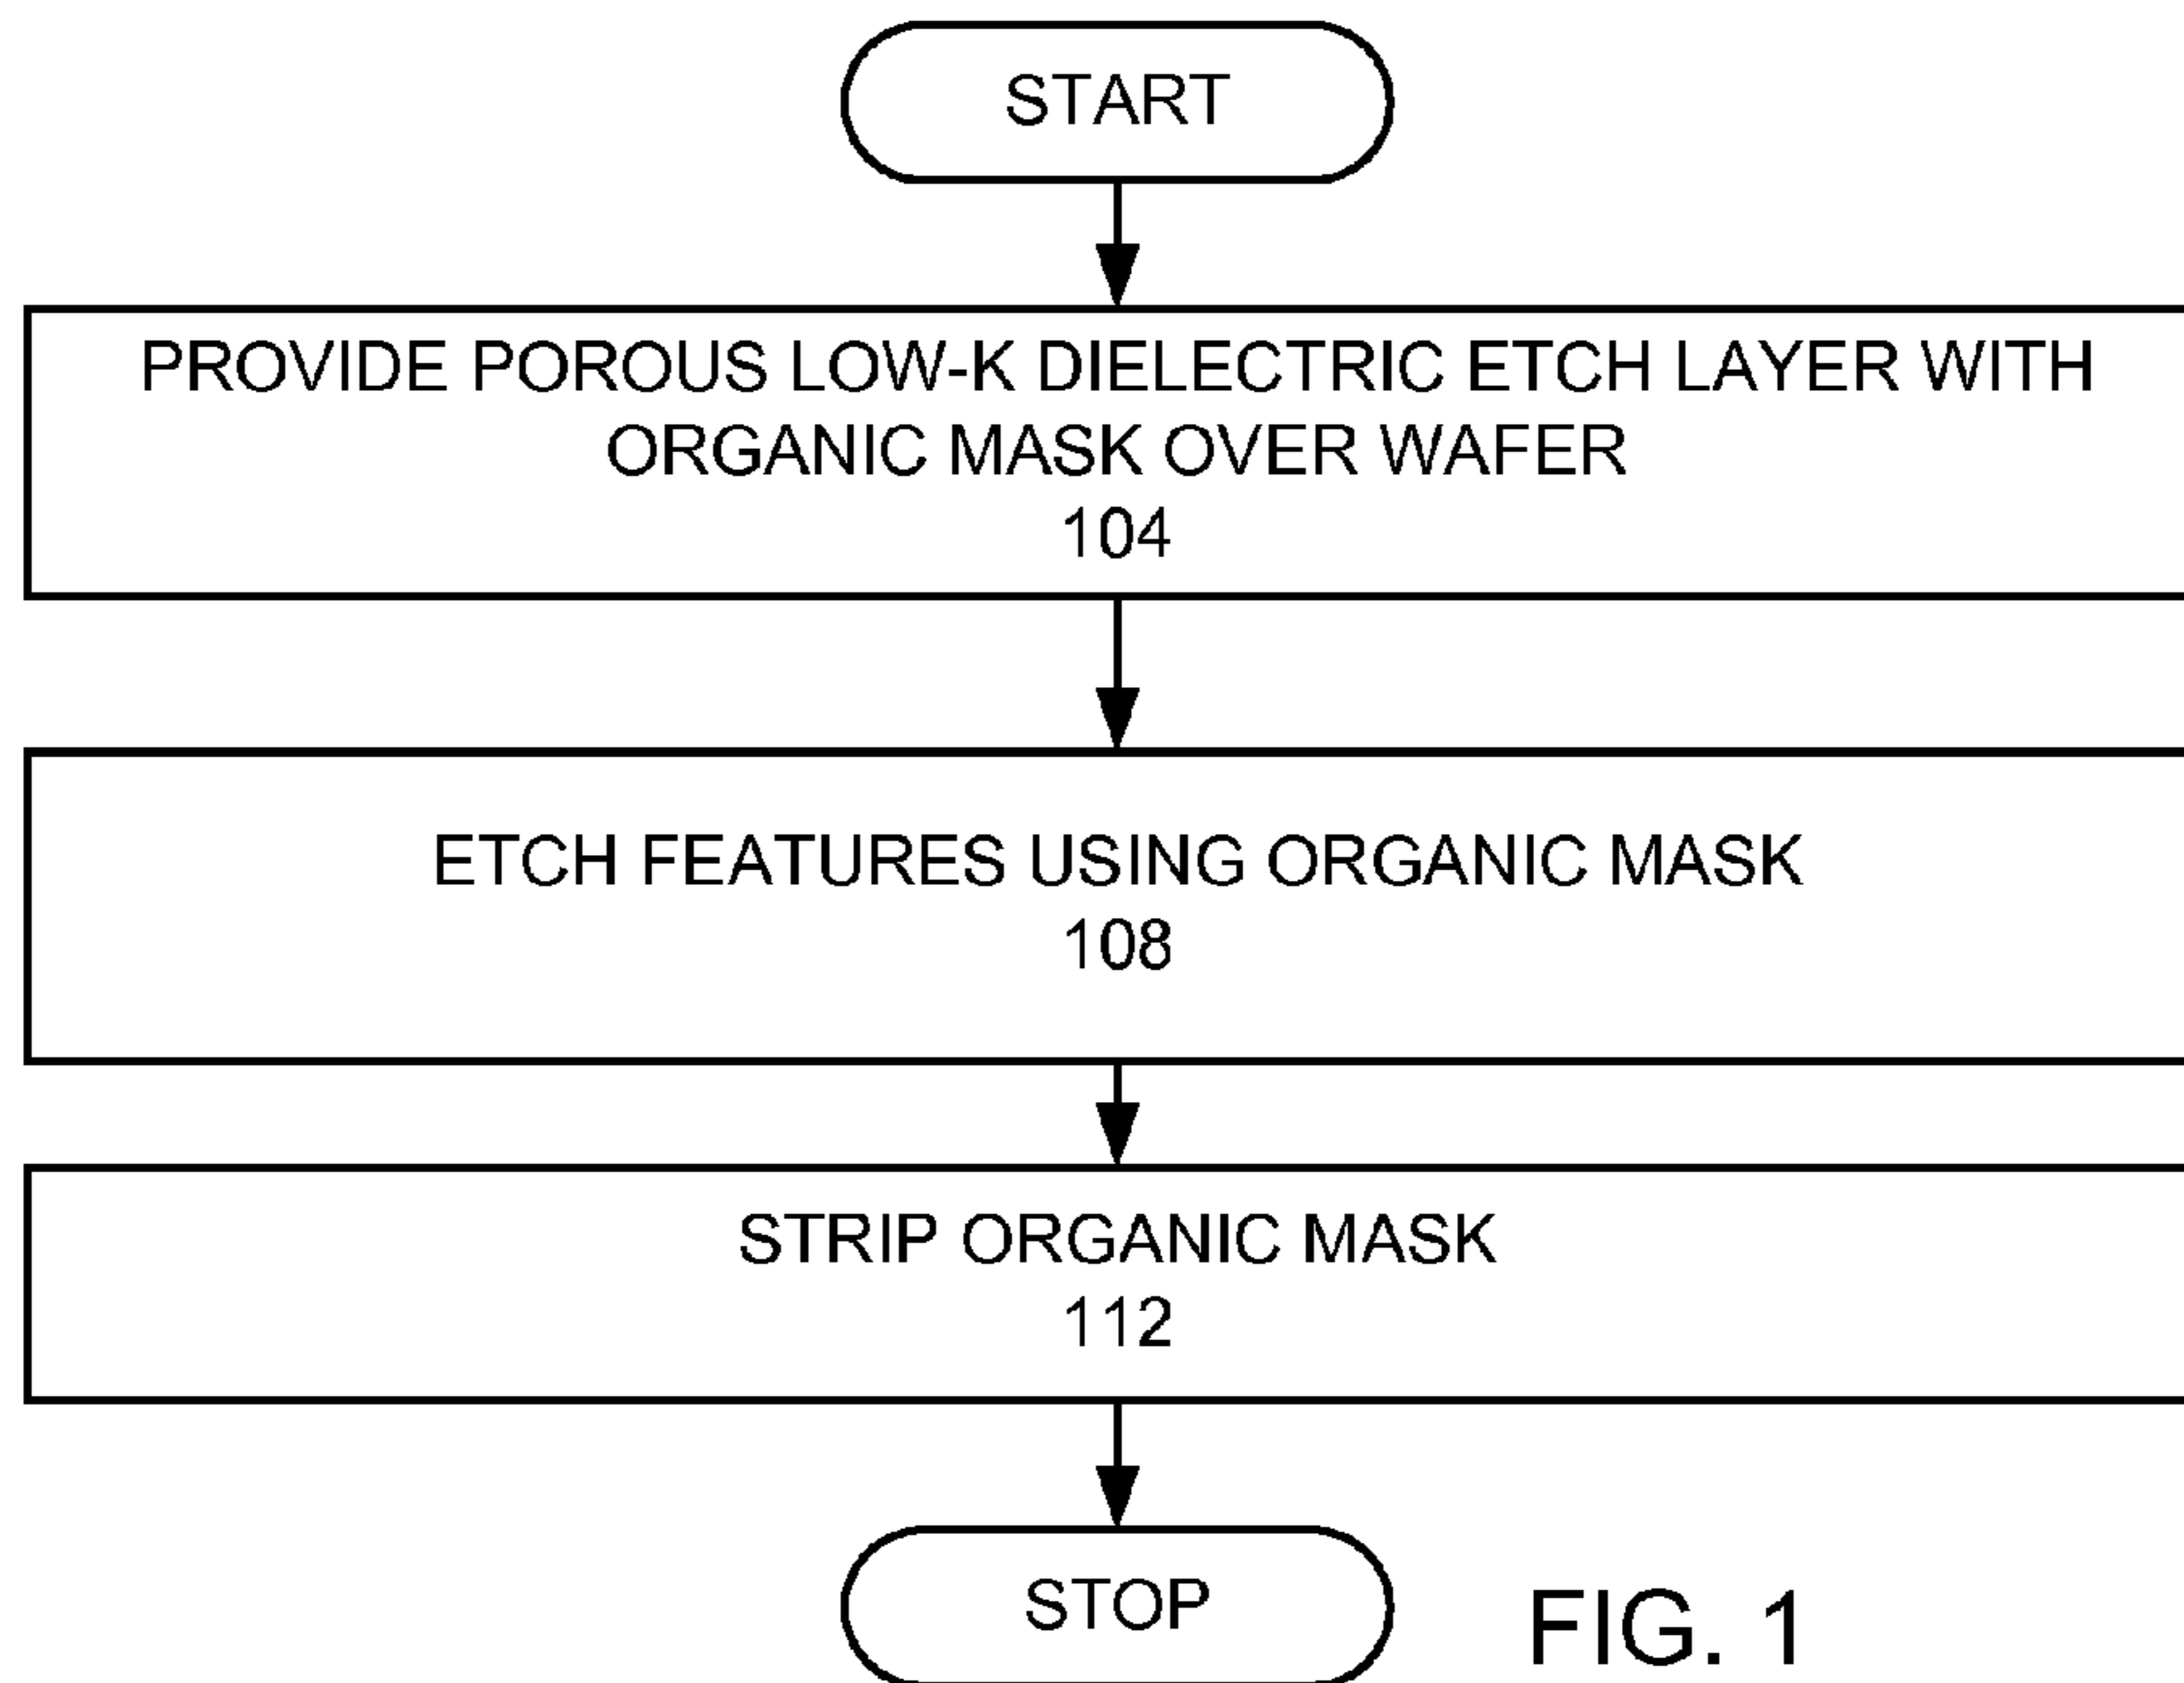 START
PROVIDE POROUS LOW-K DIELECTRIC ETCH LAYER WITH
ORGANIC MASK OVER WAFER
104
ETCH FEATURES USING ORGANIC MASK
108
STRIP ORGANIC MASK
112
STOP
FIG. 1